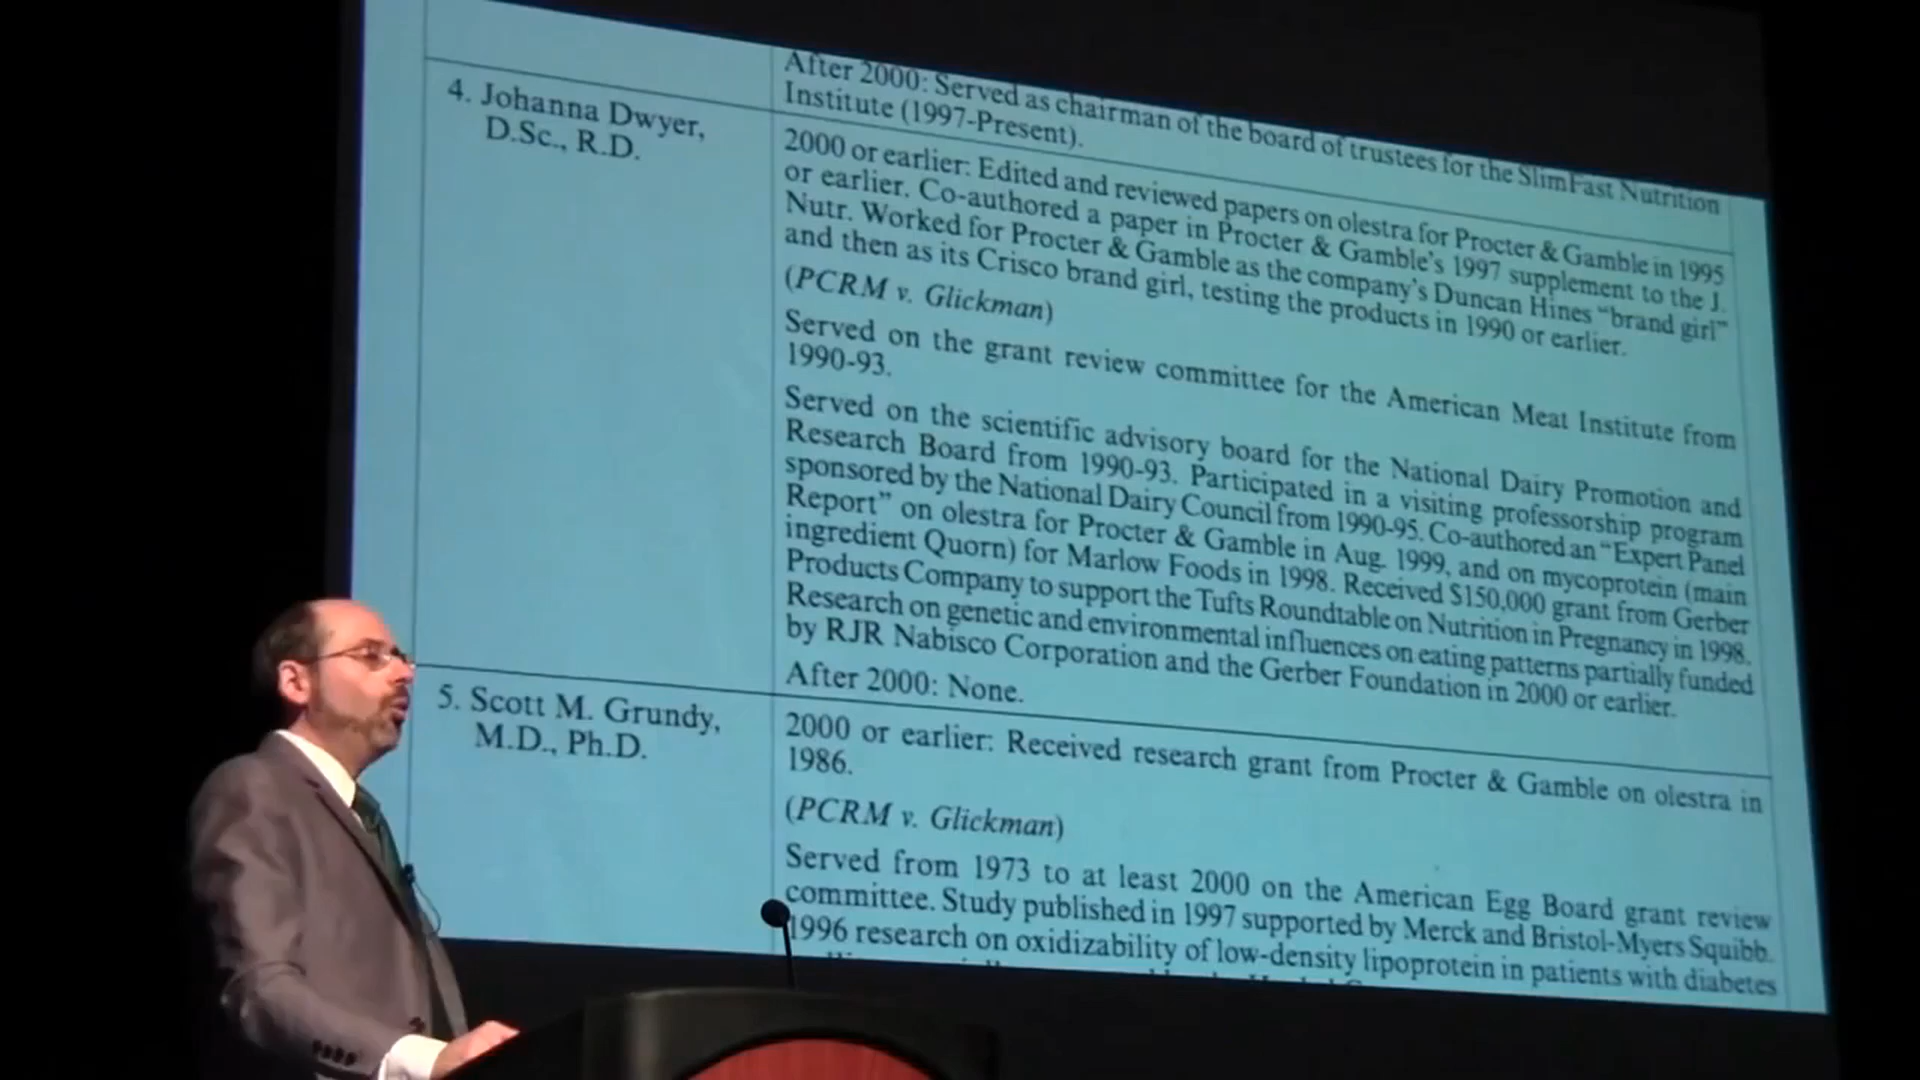 After 2000: Served as chairman of the board of trustees for the SlimFast Nutrition
Institute (1997-Present).
4. Johanna Dwyer,
D.Sc., R.D.
2000 or earlier: Edited and reviewed papers on olestra for Procter & Gamble in 1995
or earlier. Co-authored a paper in Procter & Gamble's 1997 supplement to the J.
Nutr. Worked for Procter & Gamble as the company's Duncan Hines "brand girl"
and then as its Crisco brand girl, testing the products in 1990 or earlier.
(PCRM v. Glickman)
Served on the grant review committee for the American Meat Institute from
1990-93.
Served on the scientific advisory board for the National Dairy Promotion and
Research Board from 1990-93. Participated in a visiting professorship program
sponsored by the National Dairy Council from 1990-95. Co-authored an "Expert Panel
Report" on olestra for Procter & Gamble in Aug. 1999, and on mycoprotein (main
ingredient Quorn) for Marlow Foods in 1998. Received $150,000 grant from Gerber
Products Company to support the Tufts Roundtable on Nutrition in Pregnancy in 1998.
Research on genetic and environmental influences on eating patterns partially funded
by RJR Nabisco Corporation and the Gerber Foundation in 2000 or earlier.
After 2000: None.
5. Scott M. Grundy,
M.D., Ph.D.
2000 or earlier: Received research grant from Procter & Gamble on olestra in
1986.
(PCRM v. Glickman)
Served from 1973 to at least 2000 on the American Egg Board grant review
committee. Study published in 1997 supported by Merck and Bristol-Myers Squibb.
1996 research on oxidizability of low-density lipoprotein in patients with diabetes